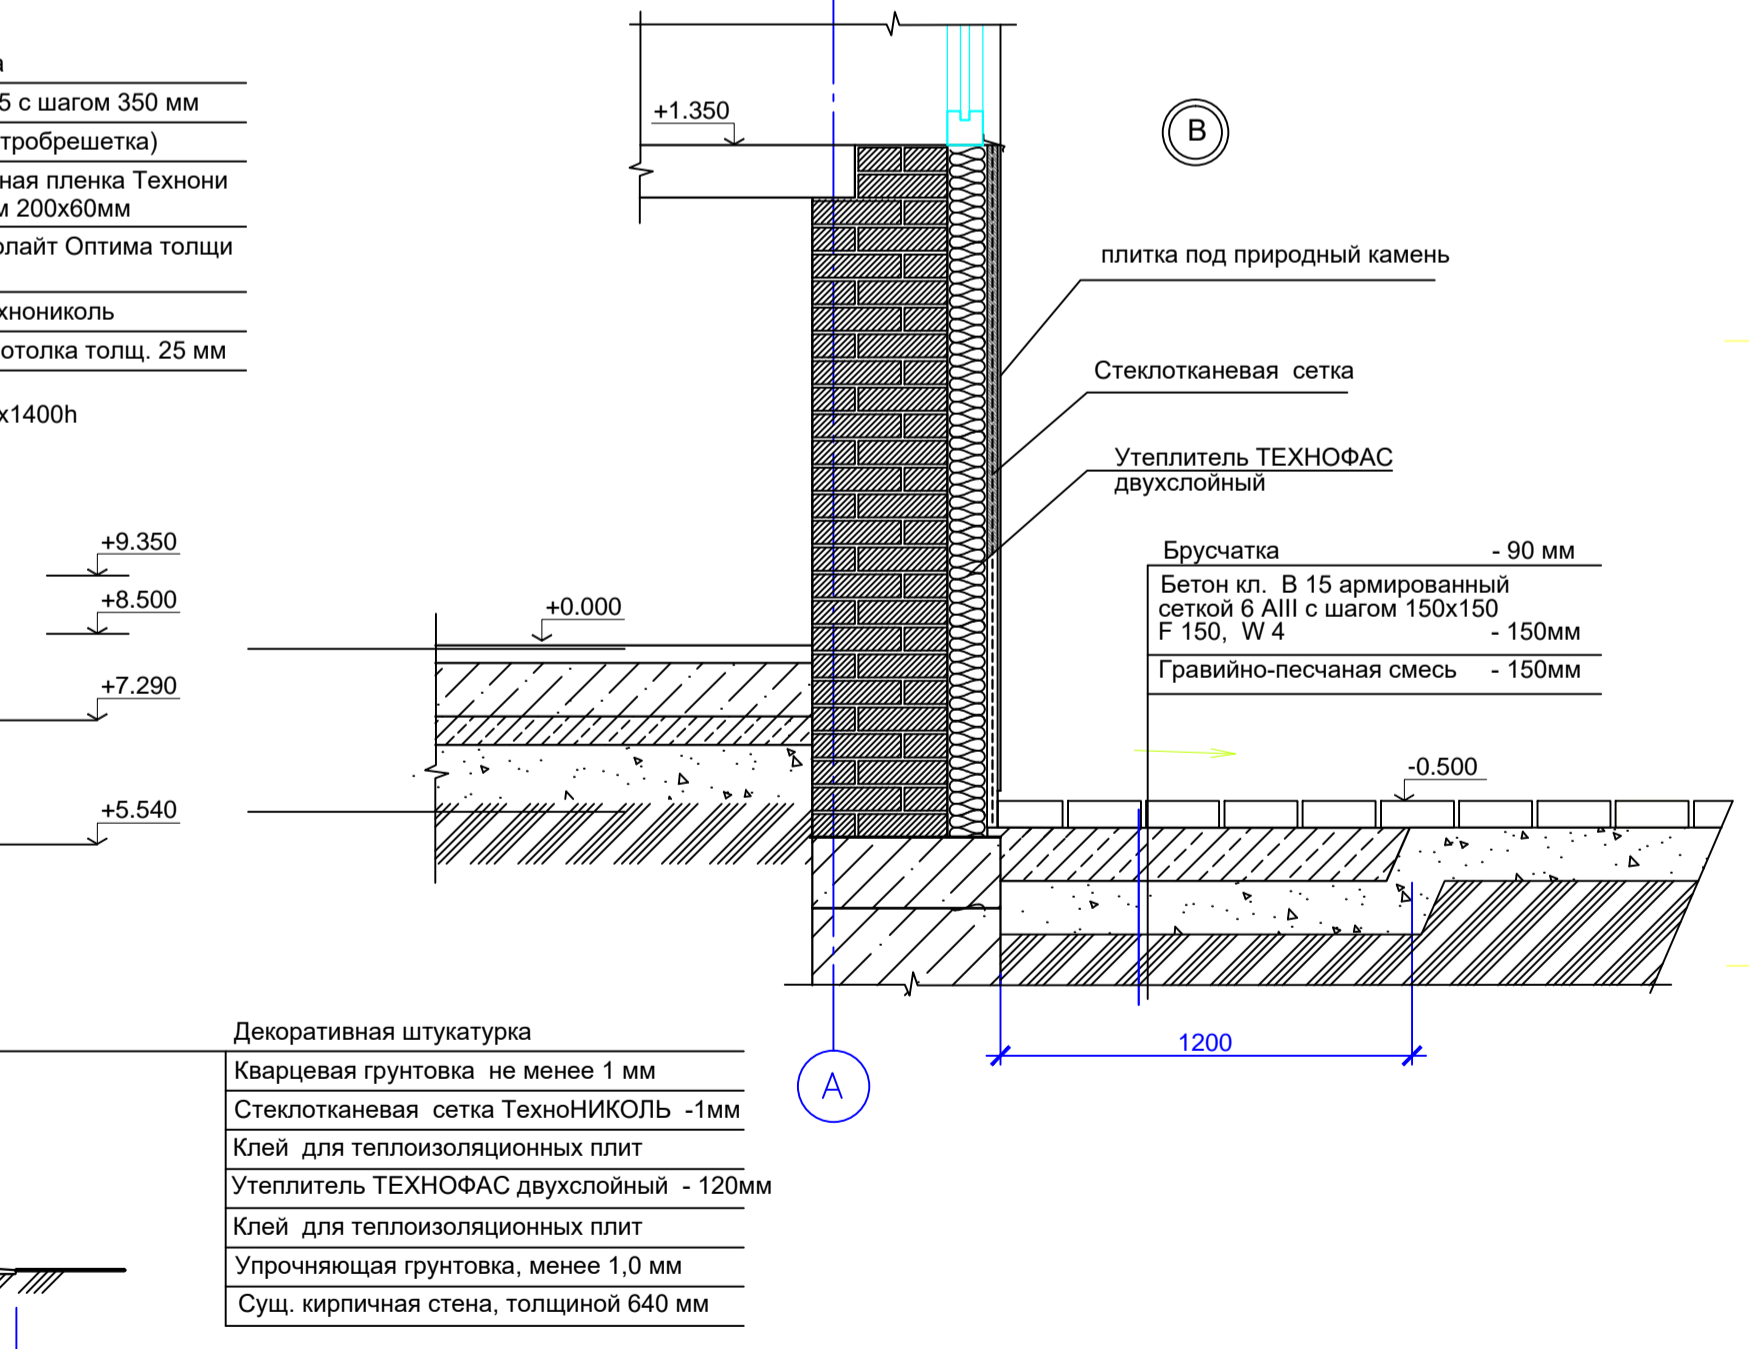 а
5 с шагом 350 мм
тробрешетка)
ная пленка Технони
м 200х60мм
олайт Оптима толщи
хнониколь
отолка толщ. 25 мм
х1400h
+9.350
+8.500
+7.290
+5.540
+1.350
В
плитка под природный камень
Стеклотканевая сетка
Утеплитель ТЕХНОФАС
двухслойный
+0.000
Брусчатка - 90 мм
Бетон кл. В 15 армированный
сеткой 6 АIII с шагом 150х150
F 150, W 4 - 150мм
Гравийно-песчаная смесь - 150мм
-0.500
1200
А
Декоративная штукатурка
Кварцевая грунтовка не менее 1 мм
Стеклотканевая сетка ТехноНИКОЛЬ -1мм
Клей для теплоизоляционных плит
Утеплитель ТЕХНОФАС двухслойный - 120мм
Клей для теплоизоляционных плит
Упрочняющая грунтовка, менее 1,0 мм
Сущ. кирпичная стена, толщиной 640 мм